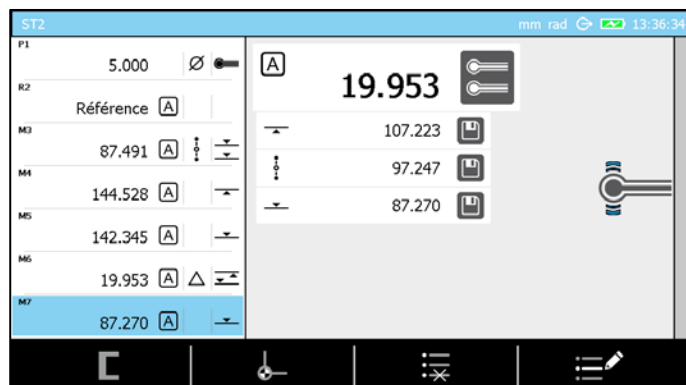 ST2
mm rad 13:36:34
P1
5.000 Ø
R2
Référence A
M3
87.491 A
M4
144.528 A
M5
142.345 A
M6
19.953 A
M7
87.270 A
A
19.953
107.223
97.247
87.270